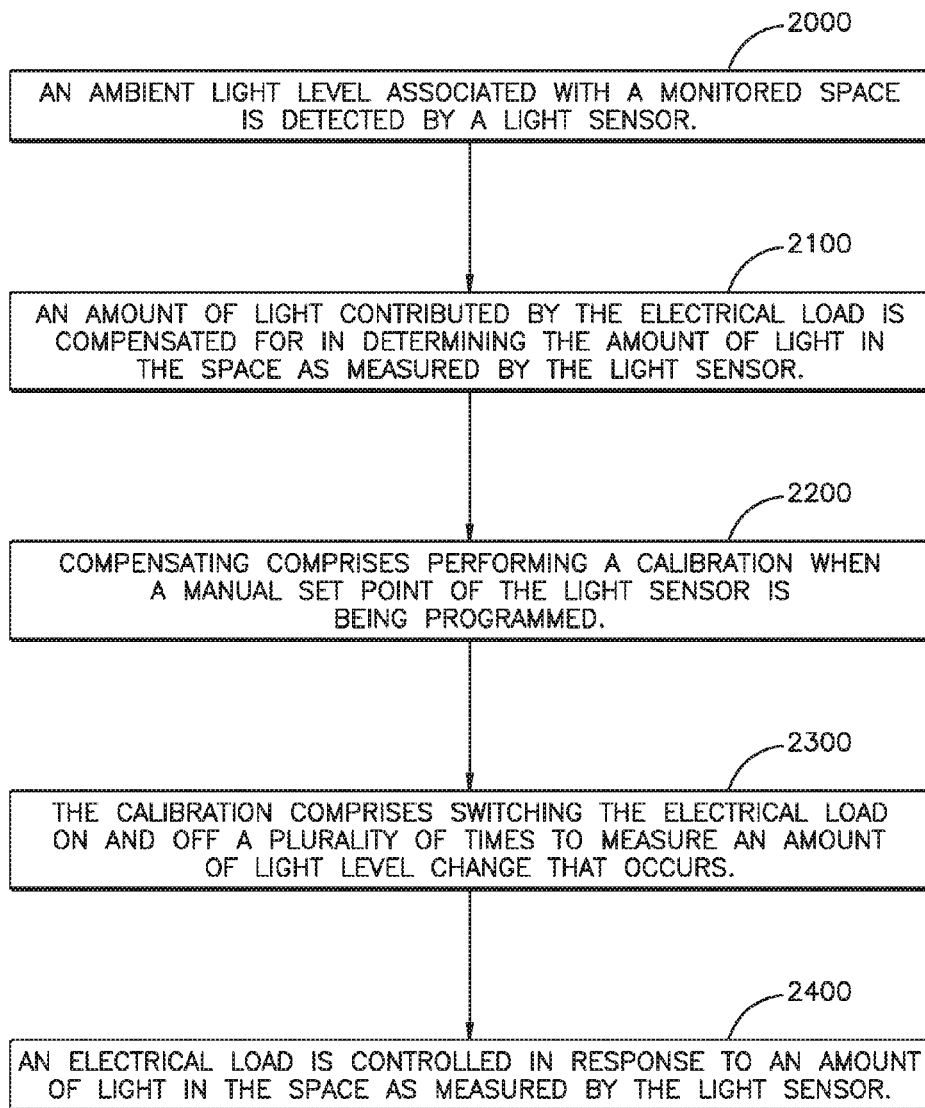 2000
AN AMBIENT LIGHT LEVEL ASSOCIATED WITH A MONITORED SPACE
IS DETECTED BY A LIGHT SENSOR.
2100
AN AMOUNT OF LIGHT CONTRIBUTED BY THE ELECTRICAL LOAD IS
COMPENSATED FOR IN DETERMINING THE AMOUNT OF LIGHT IN
THE SPACE AS MEASURED BY THE LIGHT SENSOR.
2200
COMPENSATING COMPRISES PERFORMING A CALIBRATION WHEN
A MANUAL SET POINT OF THE LIGHT SENSOR IS
BEING PROGRAMMED.
2300
THE CALIBRATION COMPRISES SWITCHING THE ELECTRICAL LOAD
ON AND OFF A PLURALITY OF TIMES TO MEASURE AN AMOUNT
OF LIGHT LEVEL CHANGE THAT OCCURS.
2400
AN ELECTRICAL LOAD IS CONTROLLED IN RESPONSE TO AN AMOUNT
OF LIGHT IN THE SPACE AS MEASURED BY THE LIGHT SENSOR.